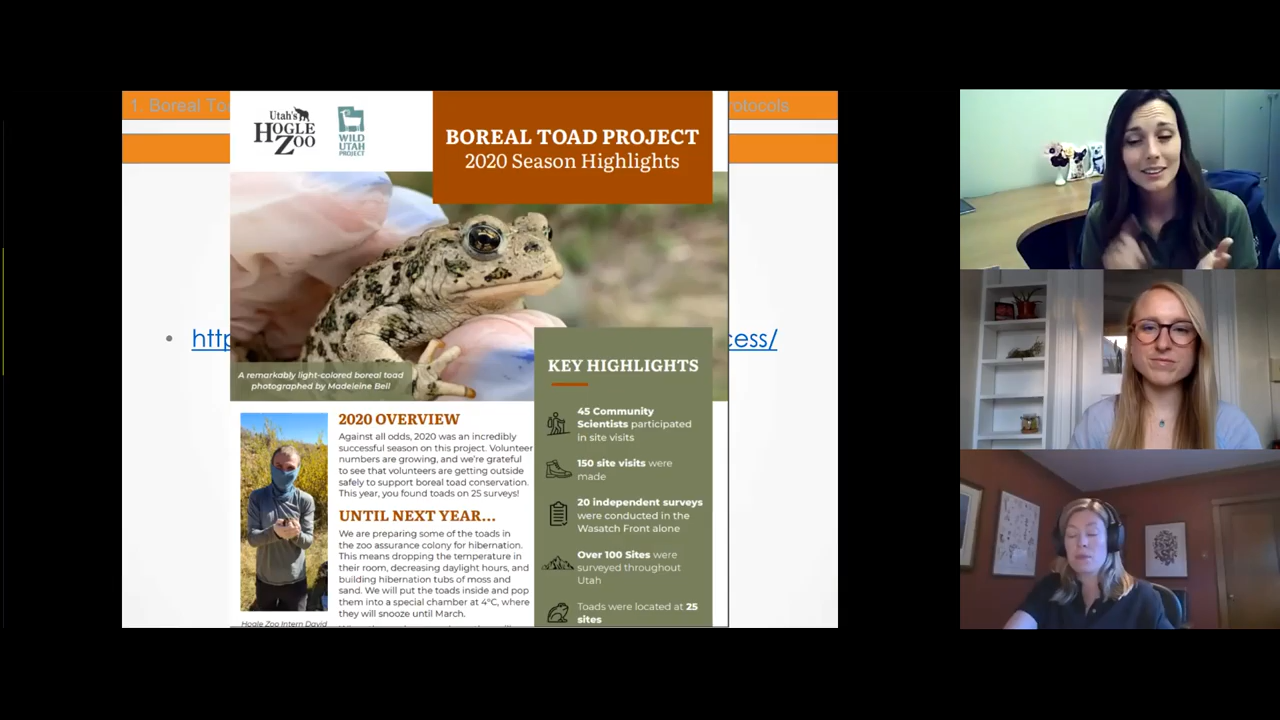 1. Boreal To
otocols
Utah's
HOGLE
ZOO
WILD
UTAH
PROJECT
BOREAL TOAD PROJECT
2020 Season Highlights
http
cess/
A remarkably light-colored boreal toad
photographed by Madeleine Beil
KEY HIGHLIGHTS
45 Community
Scientists participated
in site visits
150 site visits were
made
20 independent surveys
were conducted in the
Wasatch Front alone
Over 100 Sites were
surveyed throughout
Utah
Toads were located at 25
sites
2020 OVERVIEW
Against all odds, 2020 was an incredibly
successful season on this project. Volunteer
numbers are growing, and we're grateful
to see that volunteers are getting outside
safely to support boreal toad conservation.
This year, you found toads on 25 surveys!
UNTIL NEXT YEAR...
We are preparing some of the toads in
the zoo assurance colony for hibernation.
This means dropping the temperature in
their room, decreasing daylight hours, and
building hibernation tubs of moss and
sand. We will put the toads inside and pop
them into a special chamber at 4°C, where
they will snooze until March.
Hogle Zoo Intern David